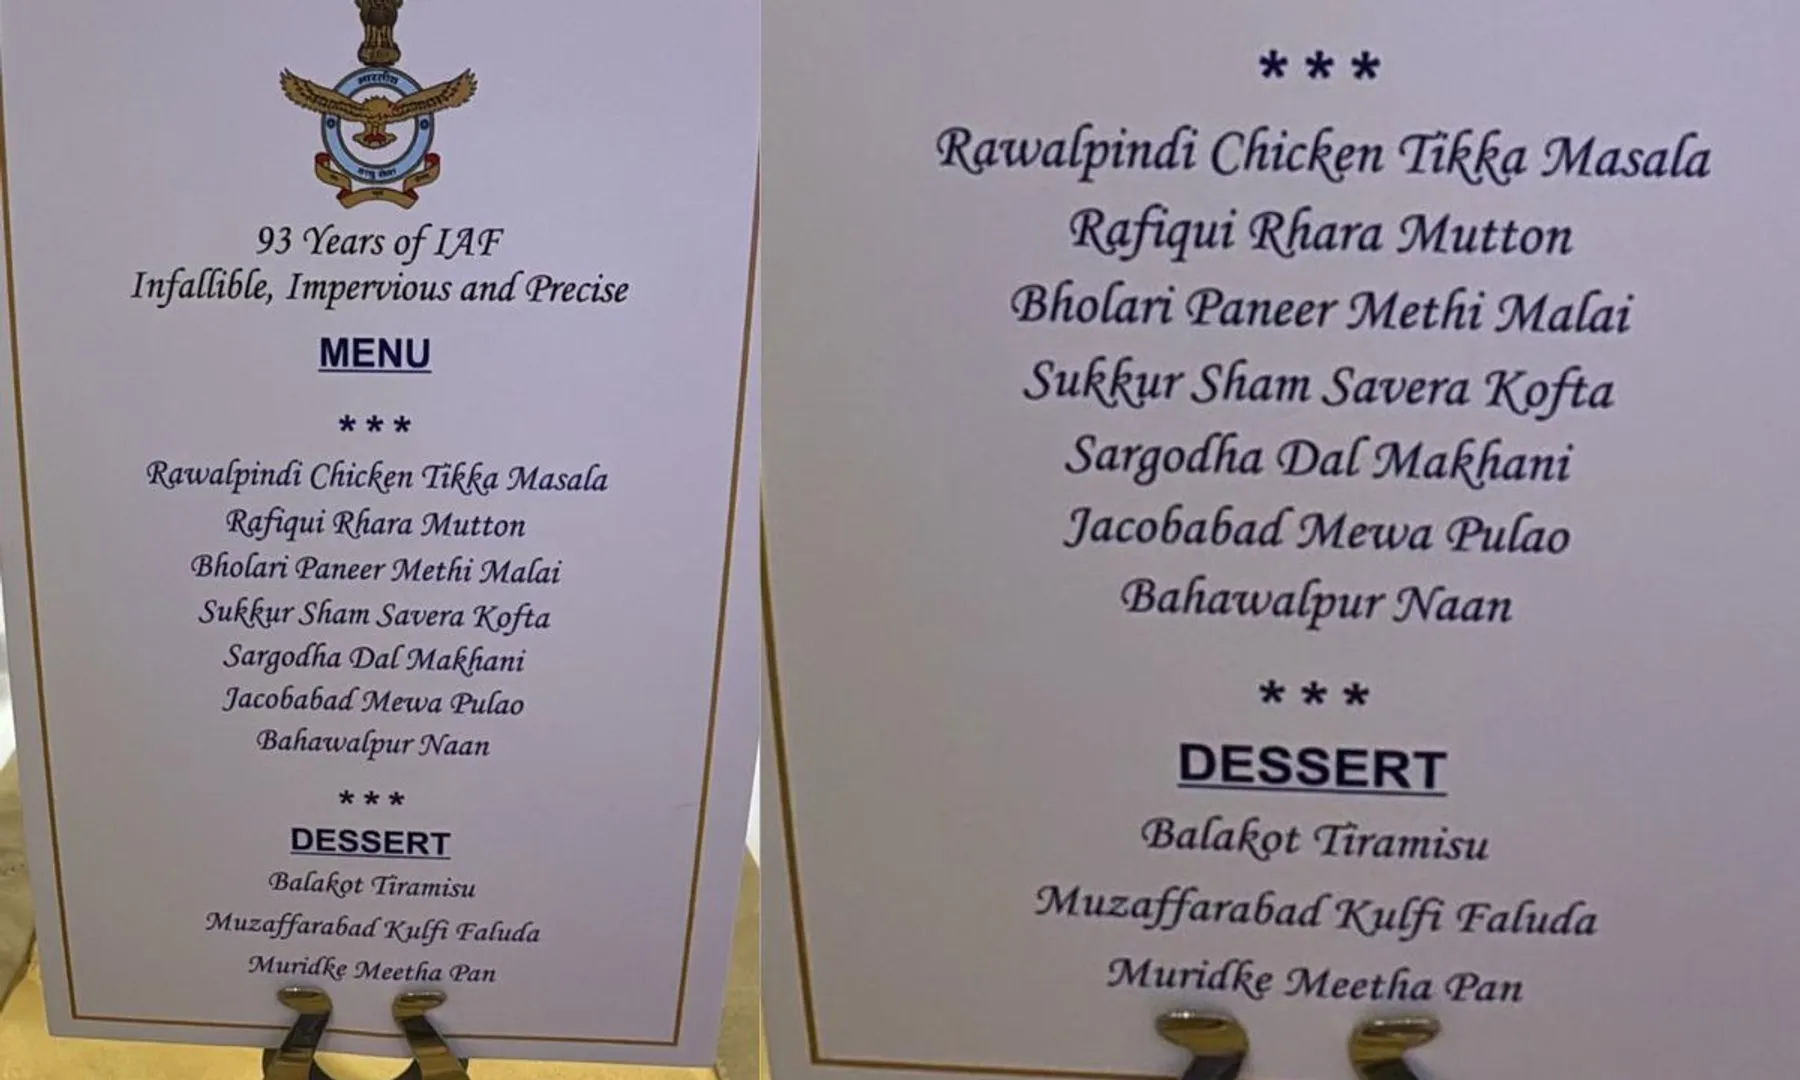 भारतीय
वायु सेना
93 Years of IAF
Infallible, Impervious and Precise
MENU
***
Rawalpindi Chicken Tikka Masala
Rafiqui Rhara Mutton
Bholari Paneer Methi Malai
Sukkur Sham Savera Kofta
Sargodha Dal Makhani
Jacobabad Mewa Pulao
Bahawalpur Naan
***
DESSERT
Balakot Tiramisu
Muzaffarabad Kulfi Faluda
Muridke Meetha Pan
***
Rawalpindi Chicken Tikka Masala
Rafiqui Rhara Mutton
Bholari Paneer Methi Malai
Sukkur Sham Savera Kofta
Sargodha Dal Makhani
Jacobabad Mewa Pulao
Bahawalpur Naan
***
DESSERT
Balakot Tiramisu
Muzaffarabad Kulfi Faluda
Muridke Meetha Pan